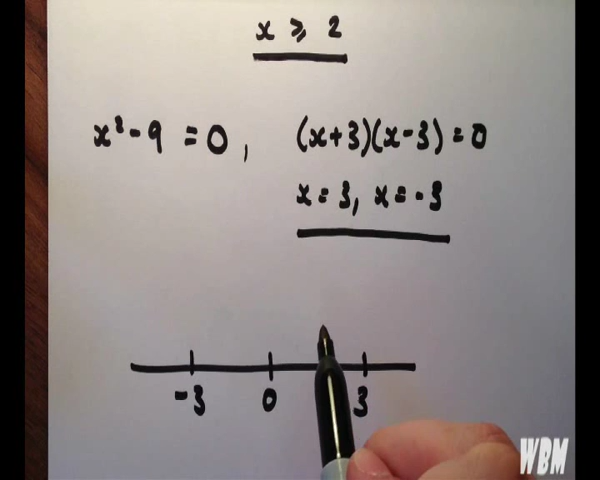 x ⩾ 2
x² - 9 = 0, (x+3)(x-3) = 0
x = 3, x = -3
-3 0 3
WBM